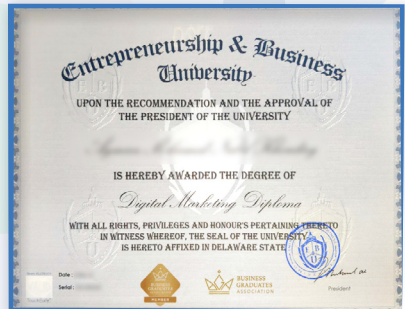 Entrepreneurship & Business
University
UPON THE RECOMMENDATION AND THE APPROVAL OF
THE PRESIDENT OF THE UNIVERSITY
IS HEREBY AWARDED THE DEGREE OF
Digital Marketing Diploma
WITH ALL RIGHTS, PRIVILEGES AND HONOUR'S PERTAINING THERETO
IN WITNESS WHEREOF, THE SEAL OF THE UNIVERSITY
IS HERETO AFFIXED IN DELAWARE STATE
Date
Serial :
BUSINESS
GRADUATES
ASSOCIATION
MEMBER
President